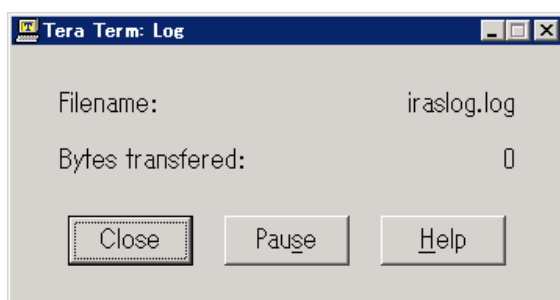 Tera Term: Log
Filename: iraslog.log
Bytes transfered: 0
Close Pause Help